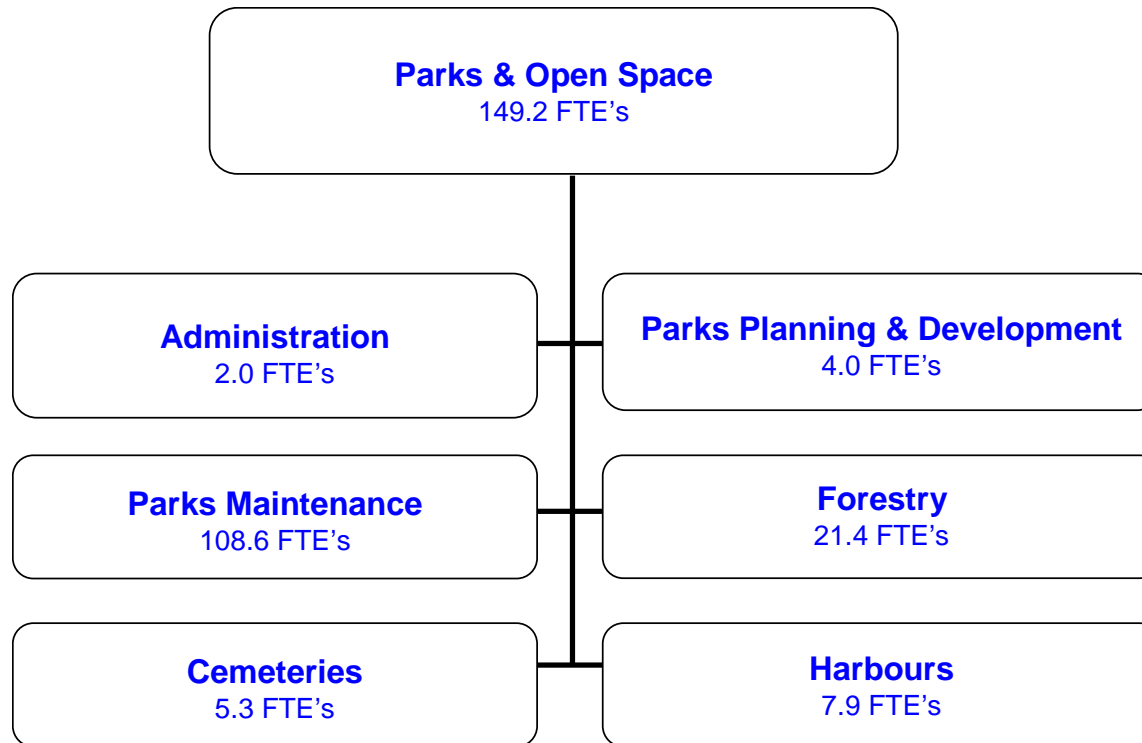 Parks & Open Space
149.2 FTE’s
Administration
2.0 FTE’s
Parks Planning & Development
4.0 FTE’s
Parks Maintenance
108.6 FTE’s
Forestry
21.4 FTE’s
Cemeteries
5.3 FTE’s
Harbours
7.9 FTE’s